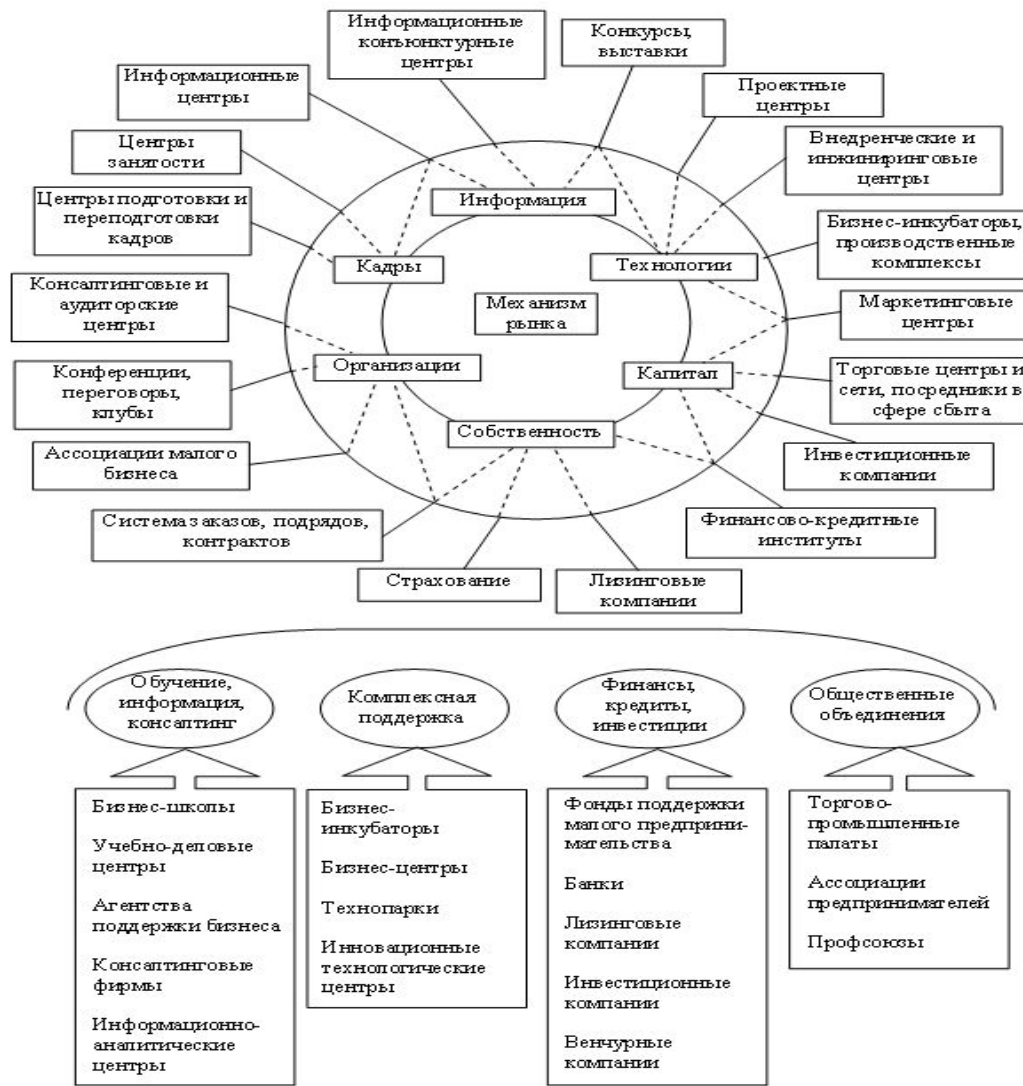 Информационные
конъюнктурные
центры
Конкурсы,
выставки
Информационные
центры
Проектные
центры
Центры
занятости
Внедренческие и
инжиниринговые
центры
Информация
Центры подготовки и
переподготовки
кадров
Кадры
Технологии
Бизнес-инкубаторы,
производственные
комплексы
Консалтинговые и
аудиторские
центры
Механизм
рынка
Маркетинговые
центры
Организации
Капитал
Конференции,
переговоры,
клубы
Торговые центры и
сети, посредники в
сфере сбыта
Собственность
Ассоциации малого
бизнеса
Инвестиционные
компании
Система заказов, подрядов,
контрактов
Финансово-кредитные
институты
Страхование
Лизинговые
компании
Обучение,
информация,
консалтинг
Комплексная
поддержка
Финансы,
кредиты,
инвестиции
Общественные
объединения
Бизнес-школы
Учебно-деловые
центры
Агентства
поддержки бизнеса
Консалтинговые
фирмы
Информационно-
аналитические
центры
Бизнес-
инкубаторы
Бизнес-центры
Технопарки
Инновационные
технологические
центры
Фонды поддержки
малого предприни-
мательства
Банки
Лизинговые
компании
Инвестиционные
компании
Венчурные
компании
Торгово-
промышленные
палаты
Ассоциации
предпринимателей
Профсоюзы